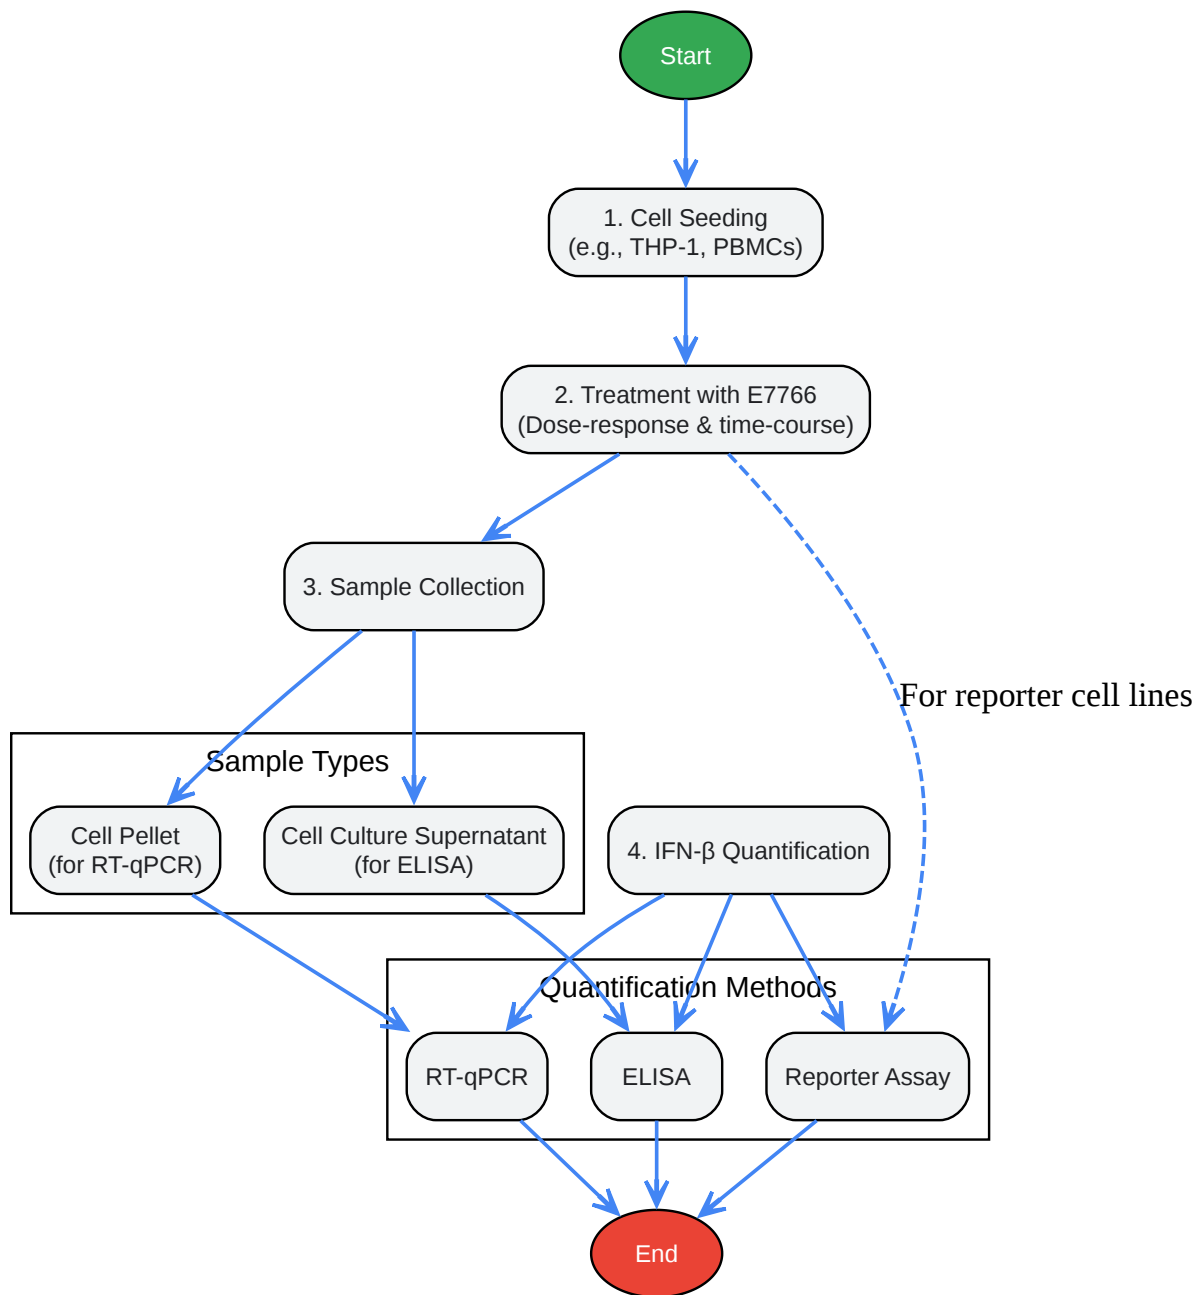 Start
1. Cell Seeding
(e.g., THP-1, PBMCs)
2. Treatment with E7766
(Dose-response & time-course)
3. Sample Collection
For reporter cell lines
Sample Types
Cell Pellet
(for RT-qPCR)
Cell Culture Supernatant
(for ELISA)
4. IFN-β Quantification
Quantification Methods
RT-qPCR
ELISA
Reporter Assay
End